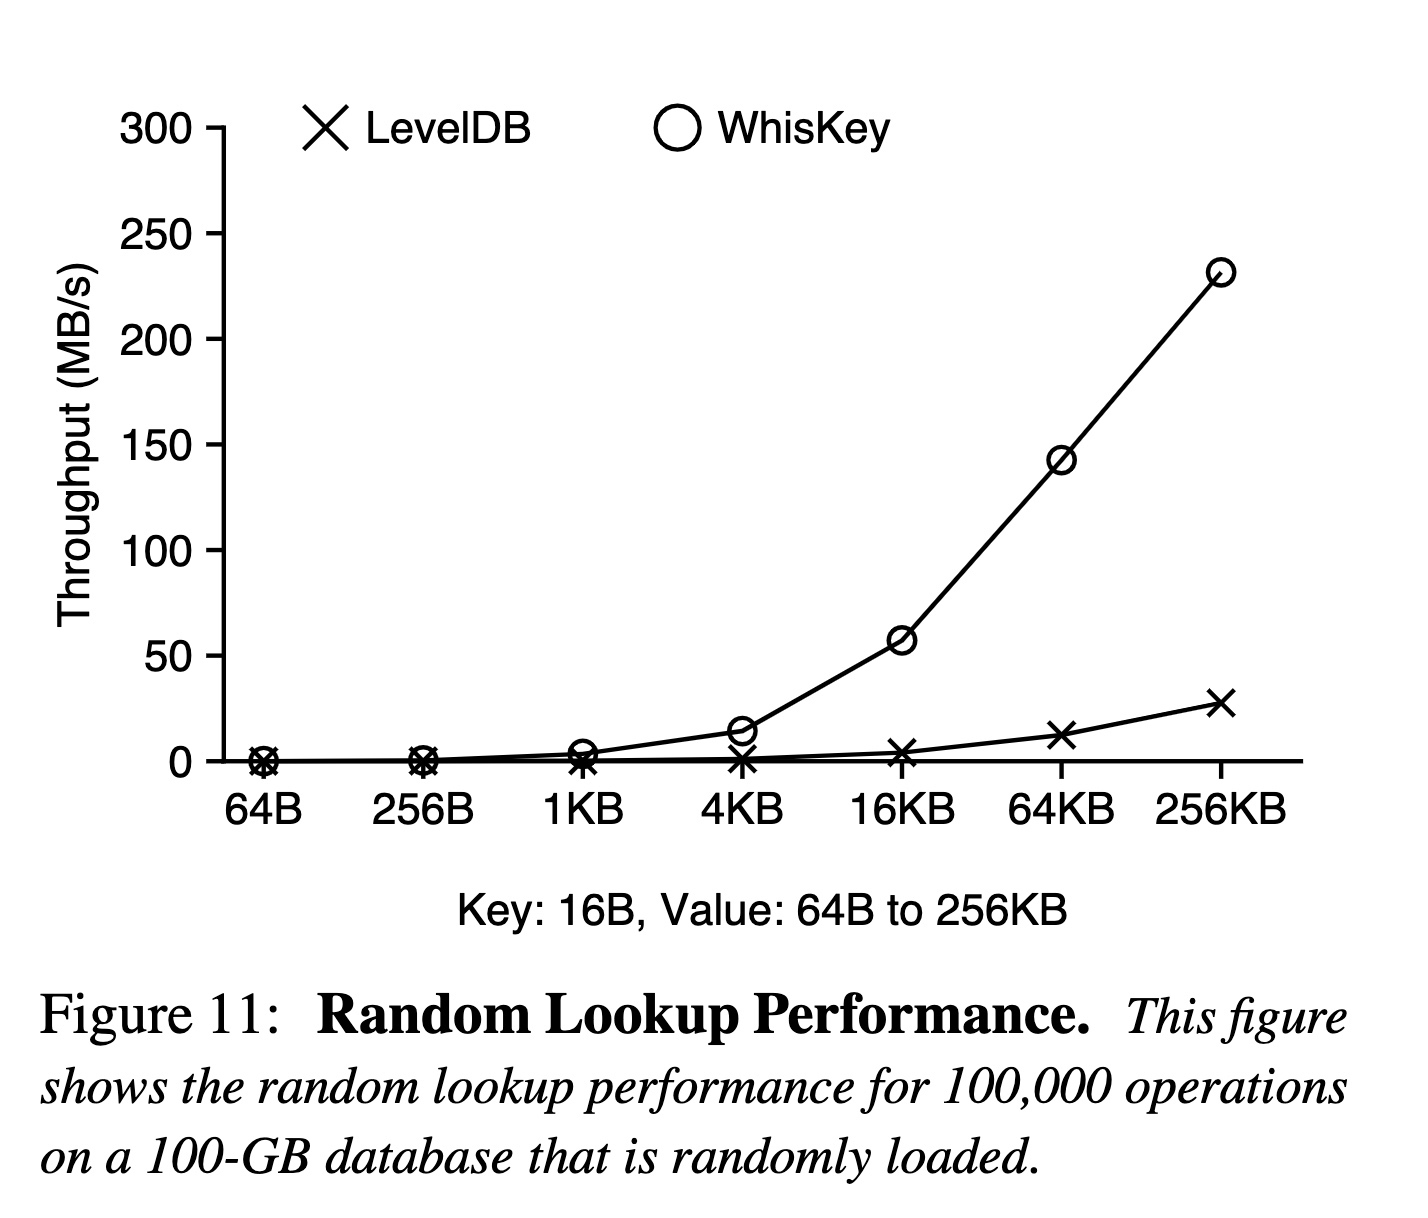 LevelDB WhisKey
300
250
200
150
100
50
0
Throughput (MB/s)
64B 256B 1KB 4KB 16KB 64KB 256KB
Key: 16B, Value: 64B to 256KB
Figure 11: Random Lookup Performance. This figure
shows the random lookup performance for 100,000 operations
on a 100-GB database that is randomly loaded.